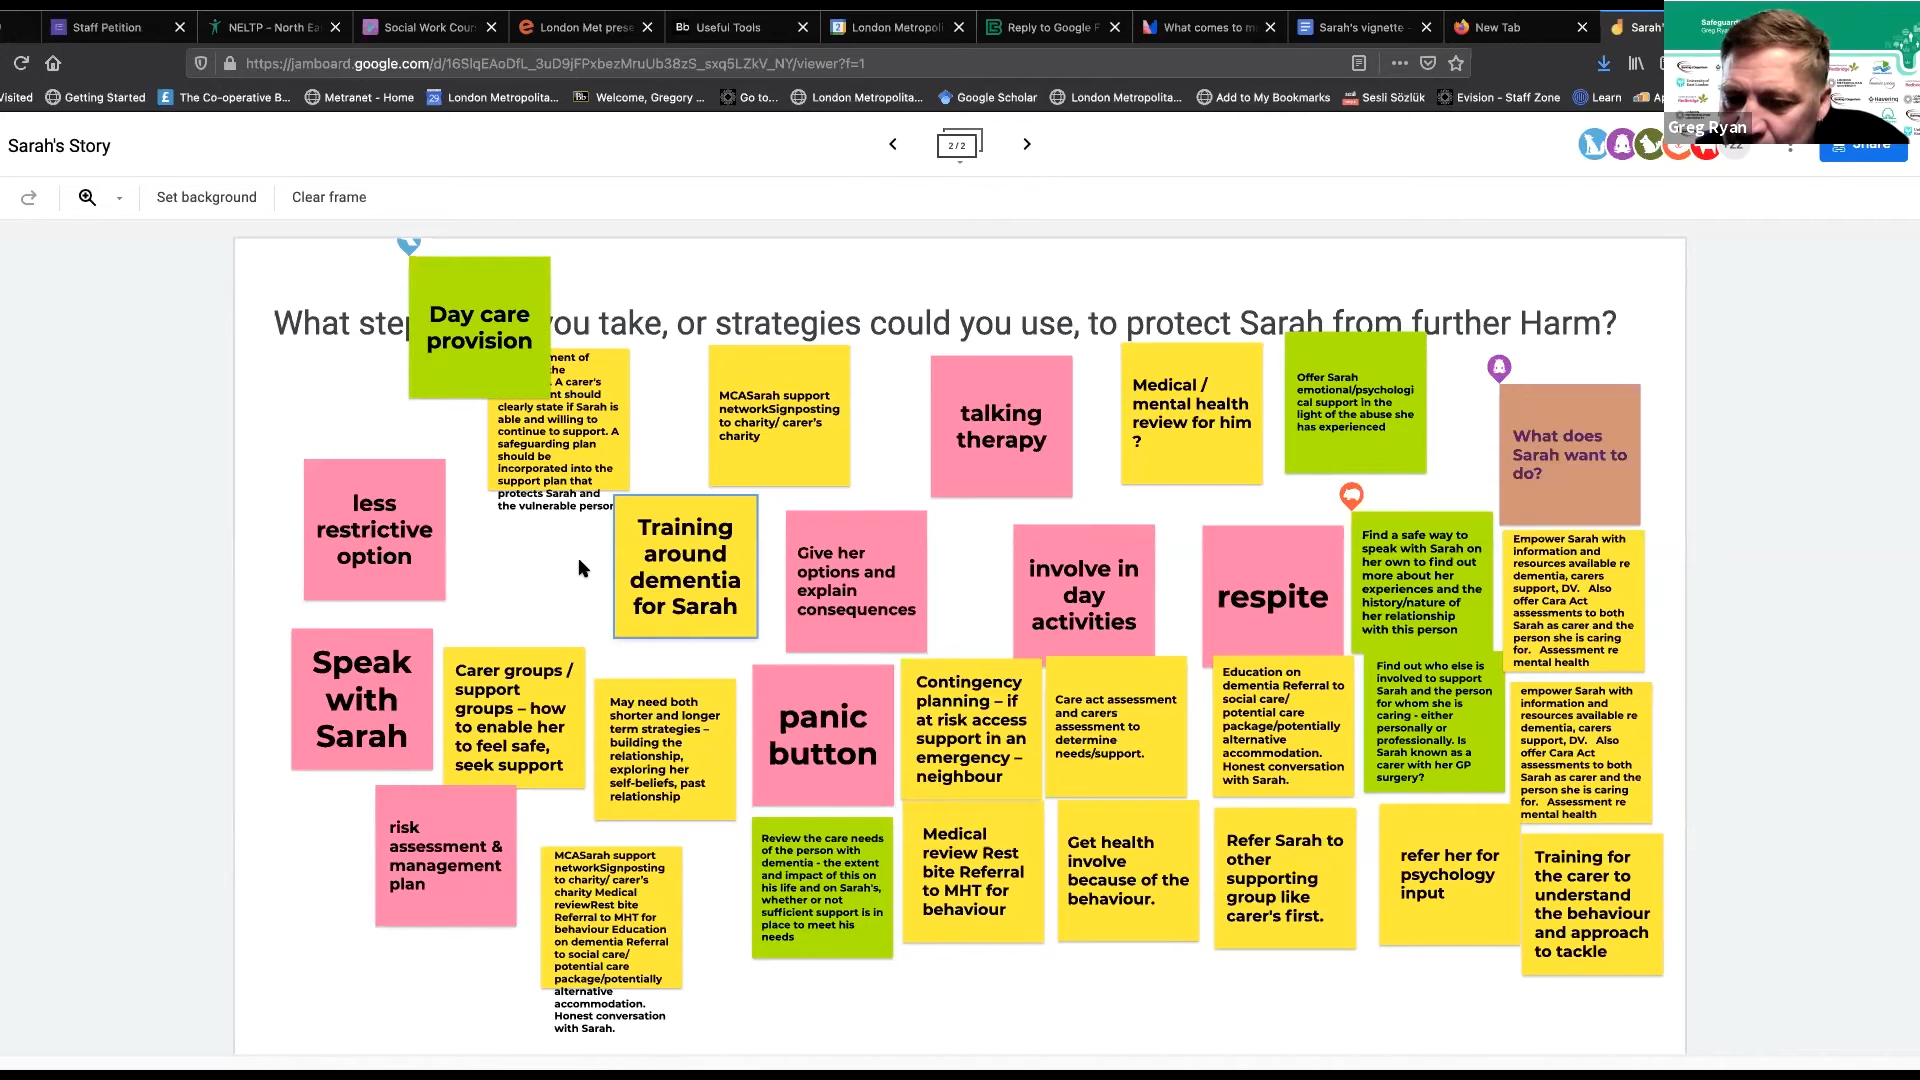 Staff Petition
NELTP - North Ea
Social Work Cour
London Met prese
Bb Useful Tools
London Metropoli
Reply to Google F
What comes to m
Sarah's vignette -
New Tab
Sarah'
https://jamboard.google.com/d/16SlqEAoDfL_3uD9jFPxbezMruUb38zS_sxq5LZkV_NY/viewer?f=1
Visited
Getting Started
The Co-operative B...
Metranet - Home
London Metropolita...
Welcome, Gregory ...
Go to...
London Metropolita...
Google Scholar
London Metropolita...
Add to My Bookmarks
Sesli Sözlük
Evision - Staff Zone
Learn
Greg Ryan
Sarah's Story
2 / 2
+22
Share
Set background
Clear frame
What step you take, or strategies could you use, to protect Sarah from further Harm?
Day care
provision
ment of
the
. A carer's
nt should
clearly state if Sarah is
able and willing to
continue to support. A
safeguarding plan
should be
incorporated into the
support plan that
protects Sarah and
the vulnerable person
MCASarah support
networkSignposting
to charity/ carer's
charity
talking
therapy
Medical /
mental health
review for him
?
Offer Sarah
emotional/psychologi
cal support in the
light of the abuse she
has experienced
What does
Sarah want to
do?
less
restrictive
option
Training
around
dementia
for Sarah
Give her
options and
explain
consequences
involve in
day
activities
respite
Find a safe way to
speak with Sarah on
her own to find out
more about her
experiences and the
history/nature of
her relationship
with this person
Empower Sarah with
information and
resources available re
dementia, carers
support, DV. Also
offer Cara Act
assessments to both
Sarah as carer and the
person she is caring
for. Assessment re
mental health
Speak
with
Sarah
Carer groups /
support
groups – how
to enable her
to feel safe,
seek support
May need both
shorter and longer
term strategies –
building the
relationship,
exploring her
self-beliefs, past
relationship
panic
button
Contingency
planning – if
at risk access
support in an
emergency –
neighbour
Care act assessment
and carers
assessment to
determine
needs/support.
Education on
dementia Referral to
social care/
potential care
package/potentially
alternative
accommodation.
Honest conversation
with Sarah.
Find out who else is
involved to support
Sarah and the person
for whom she is
caring - either
personally or
professionally. Is
Sarah known as a
carer with her GP
surgery?
empower Sarah with
information and
resources available re
dementia, carers
support, DV. Also
offer Cara Act
assessments to both
Sarah as carer and the
person she is caring
for. Assessment re
mental health
risk
assessment &
management
plan
MCASarah support
networkSignposting
to charity/ carer's
charity Medical
reviewRest bite
Referral to MHT for
behaviour Education
on dementia Referral
to social care/
potential care
package/potentially
alternative
accommodation.
Honest conversation
with Sarah.
Review the care needs
of the person with
dementia - the extent
and impact of this on
his life and on Sarah's,
whether or not
sufficient support is in
place to meet his
needs
Medical
review Rest
bite Referral
to MHT for
behaviour
Get health
involve
because of the
behaviour.
Refer Sarah to
other
supporting
group like
carer's first.
refer her for
psychology
input
Training for
the carer to
understand
the behaviour
and approach
to tackle